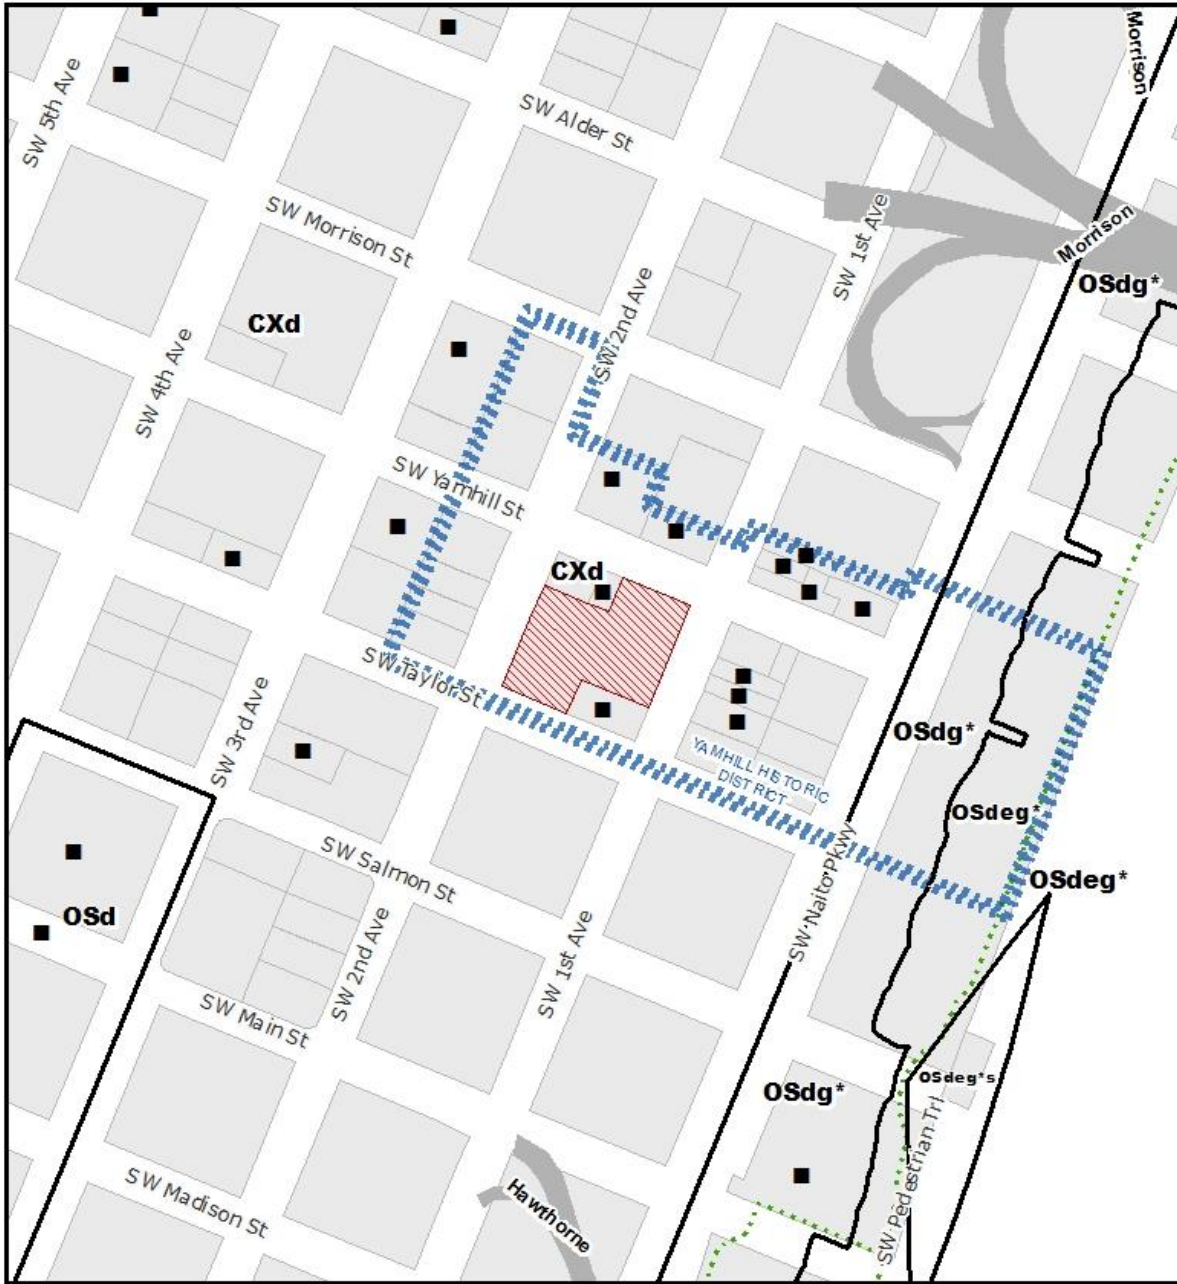 Morrison
SW 5th Ave
SW Alder St
SW Morrison St
SW 1st Ave
Morrison
OSdg*
SW 2nd Ave
CXd
SW 4th Ave
SW Yamhill St
CXd
SW Taylor St
SW 3rd Ave
OSdg*
YAMHILL HISTORIC
DISTRICT
OSdeg*
SW Naito Pkwy
SW Salmon St
OSdeg*
OSd
SW 2nd Ave
SW 1st Ave
SW Main St
OSdeg*s
OSdg*
SW Pedestrian Trl
SW Madison St
Hawthorne